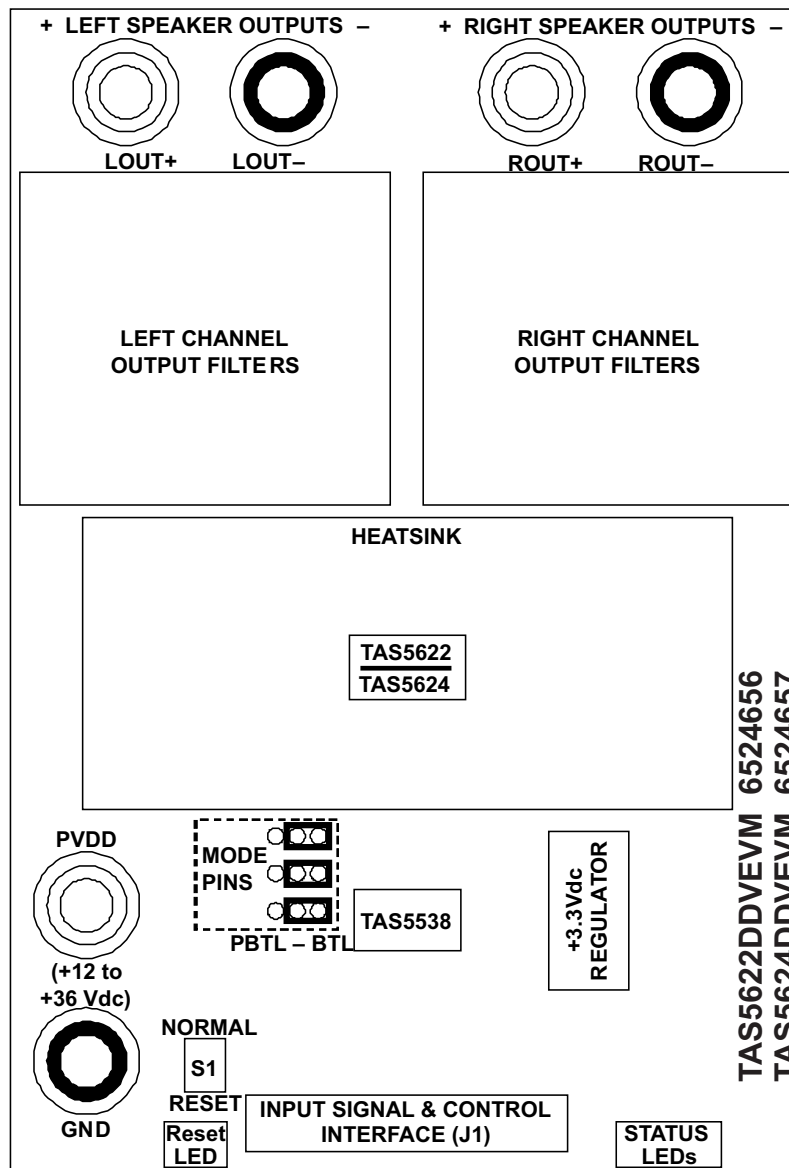 + LEFT SPEAKER OUTPUTS –
+ RIGHT SPEAKER OUTPUTS –
LOUT+
LOUT–
ROUT+
ROUT–
LEFT CHANNEL
OUTPUT FILTERS
RIGHT CHANNEL
OUTPUT FILTERS
HEATSINK
TAS5622
TAS5624
TAS5622DDVEVM 6524656
TAS5624DDVEVM 6524657
PVDD
(+12 to
+36 Vdc)
GND
MODE
PINS
PBTL – BTL
TAS5538
+3.3Vdc
REGULATOR
NORMAL
S1
RESET
Reset
LED
INPUT SIGNAL & CONTROL
INTERFACE (J1)
STATUS
LEDs